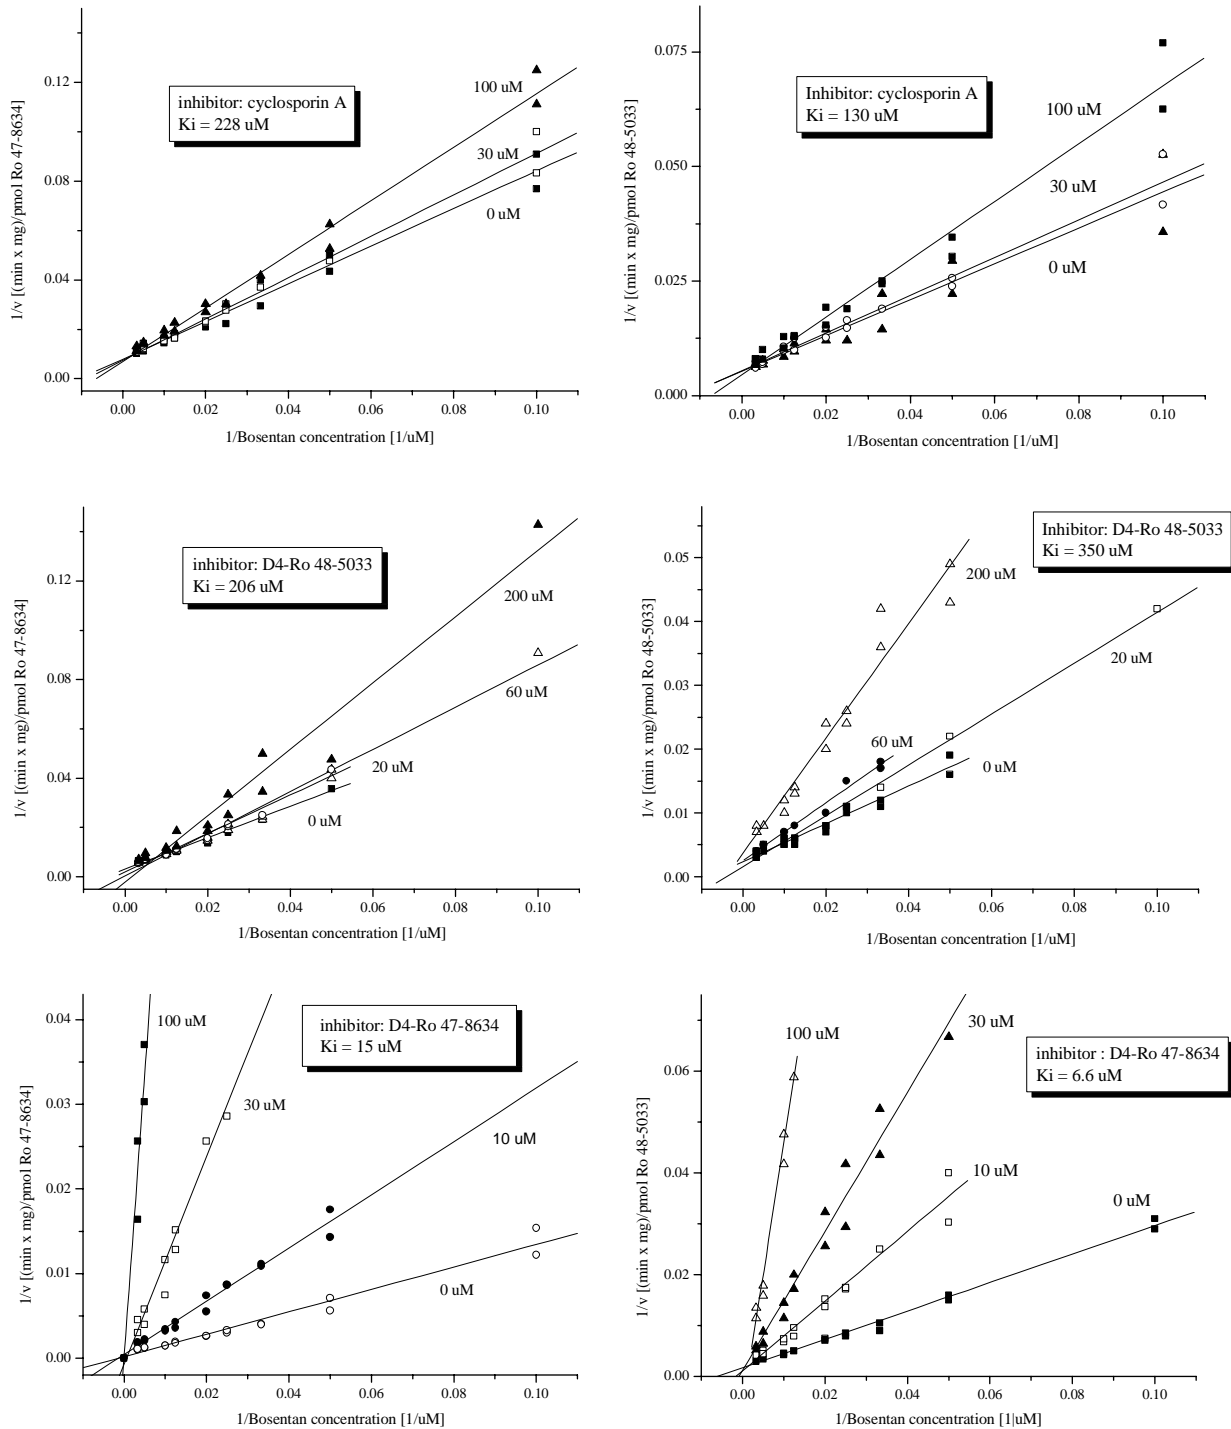 0.12
0.08
0.04
0.00
1/v [(min x mg)/pmol Ro 47-8634]
inhibitor: cyclosporin A
Ki = 228 uM
100 uM
30 uM
0 uM
0.00 0.02 0.04 0.06 0.08 0.10
1/Bosentan concentration [1/uM]
0.075
0.050
0.025
0.000
1/v [(min x mg)/pmol Ro 48-5033]
Inhibitor: cyclosporin A
Ki = 130 uM
100 uM
30 uM
0 uM
0.00 0.02 0.04 0.06 0.08 0.10
1/Bosentan concentration [1/uM]
0.12
0.08
0.04
0.00
1/v [(min x mg)/pmol Ro 47-8634]
inhibitor: D4-Ro 48-5033
Ki = 206 uM
200 uM
60 uM
20 uM
0 uM
0.00 0.02 0.04 0.06 0.08 0.10
1/Bosentan concentration [1/uM]
0.05
0.04
0.03
0.02
0.01
0.00
1/v [(min x mg)/pmol Ro 48-5033]
Inhibitor: D4-Ro 48-5033
Ki = 350 uM
200 uM
20 uM
60 uM
0 uM
0.00 0.02 0.04 0.06 0.08 0.10
1/Bosentan concentration [1/uM]
0.04
0.03
0.02
0.01
0.00
1/v [(min x mg)/pmol Ro 47-8634]
inhibitor: D4-Ro 47-8634
Ki = 15 uM
100 uM
30 uM
10 uM
0 uM
0.00 0.02 0.04 0.06 0.08 0.10
1/Bosentan concentration [1/uM]
0.06
0.04
0.02
0.00
1/v [(min x mg)/pmol Ro 48-5033]
inhibitor : D4-Ro 47-8634
Ki = 6.6 uM
30 uM
100 uM
10 uM
0 uM
0.00 0.02 0.04 0.06 0.08 0.10
1/Bosentan concentration [1|uM]